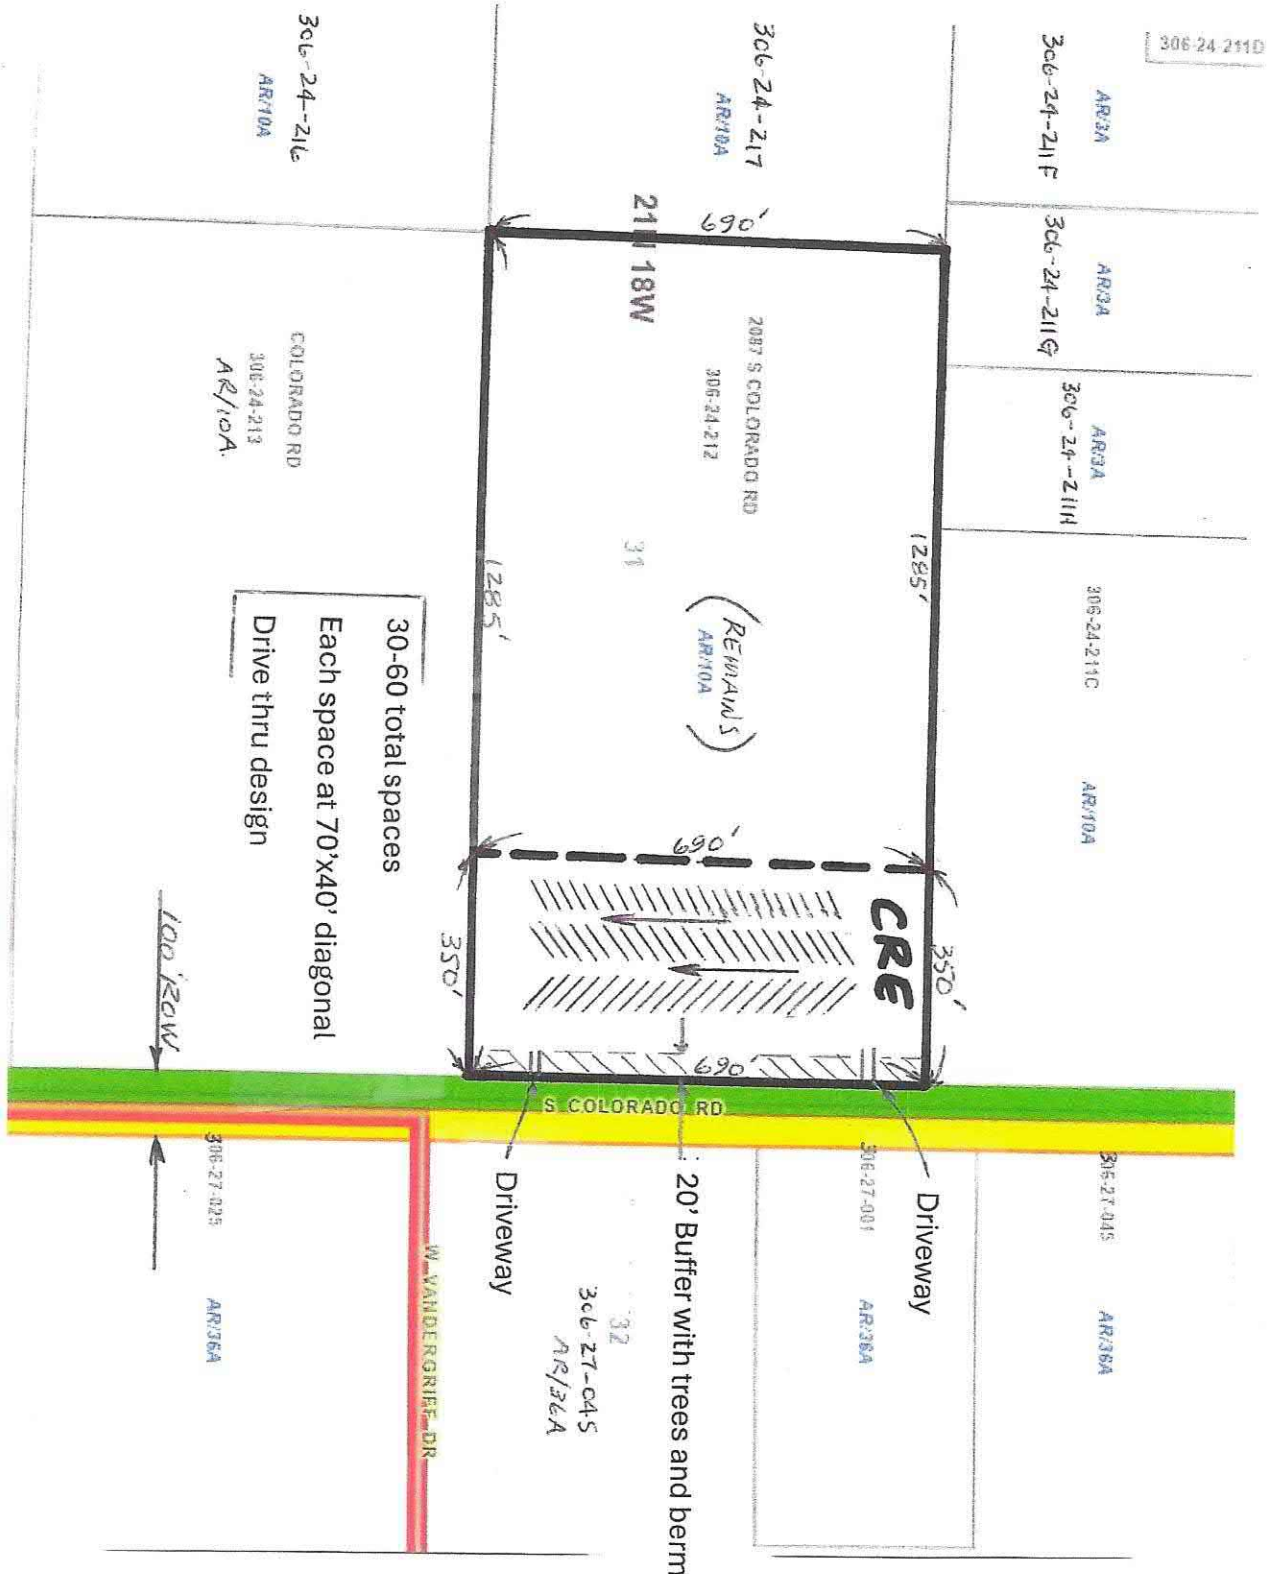 306-24-211D
AR/3A
306-24-211F
AR/3A
306-24-211G
AR/3A
306-24-211H
306-24-211C
AR/10A
306-24-217
AR/10A
306-24-216
AR/10A
690'
18W
2087 S COLORADO RD
306-24-212
31
(REMAINS)
AR/10A
1285'
1285'
COLORADO RD
306-24-213
AR/10A.
30-60 total spaces
Each space at 70'x40' diagonal
Drive thru design
690'
CRE
350'
350'
690'
100' ROW
S COLORADO RD
Driveway
20' Buffer with trees and berm
Driveway
306-27-045
AR/36A
306-27-001
AR/36A
32
306-27-045
AR/36A
W VANDERGRIFF DR
306-27-025
AR/36A